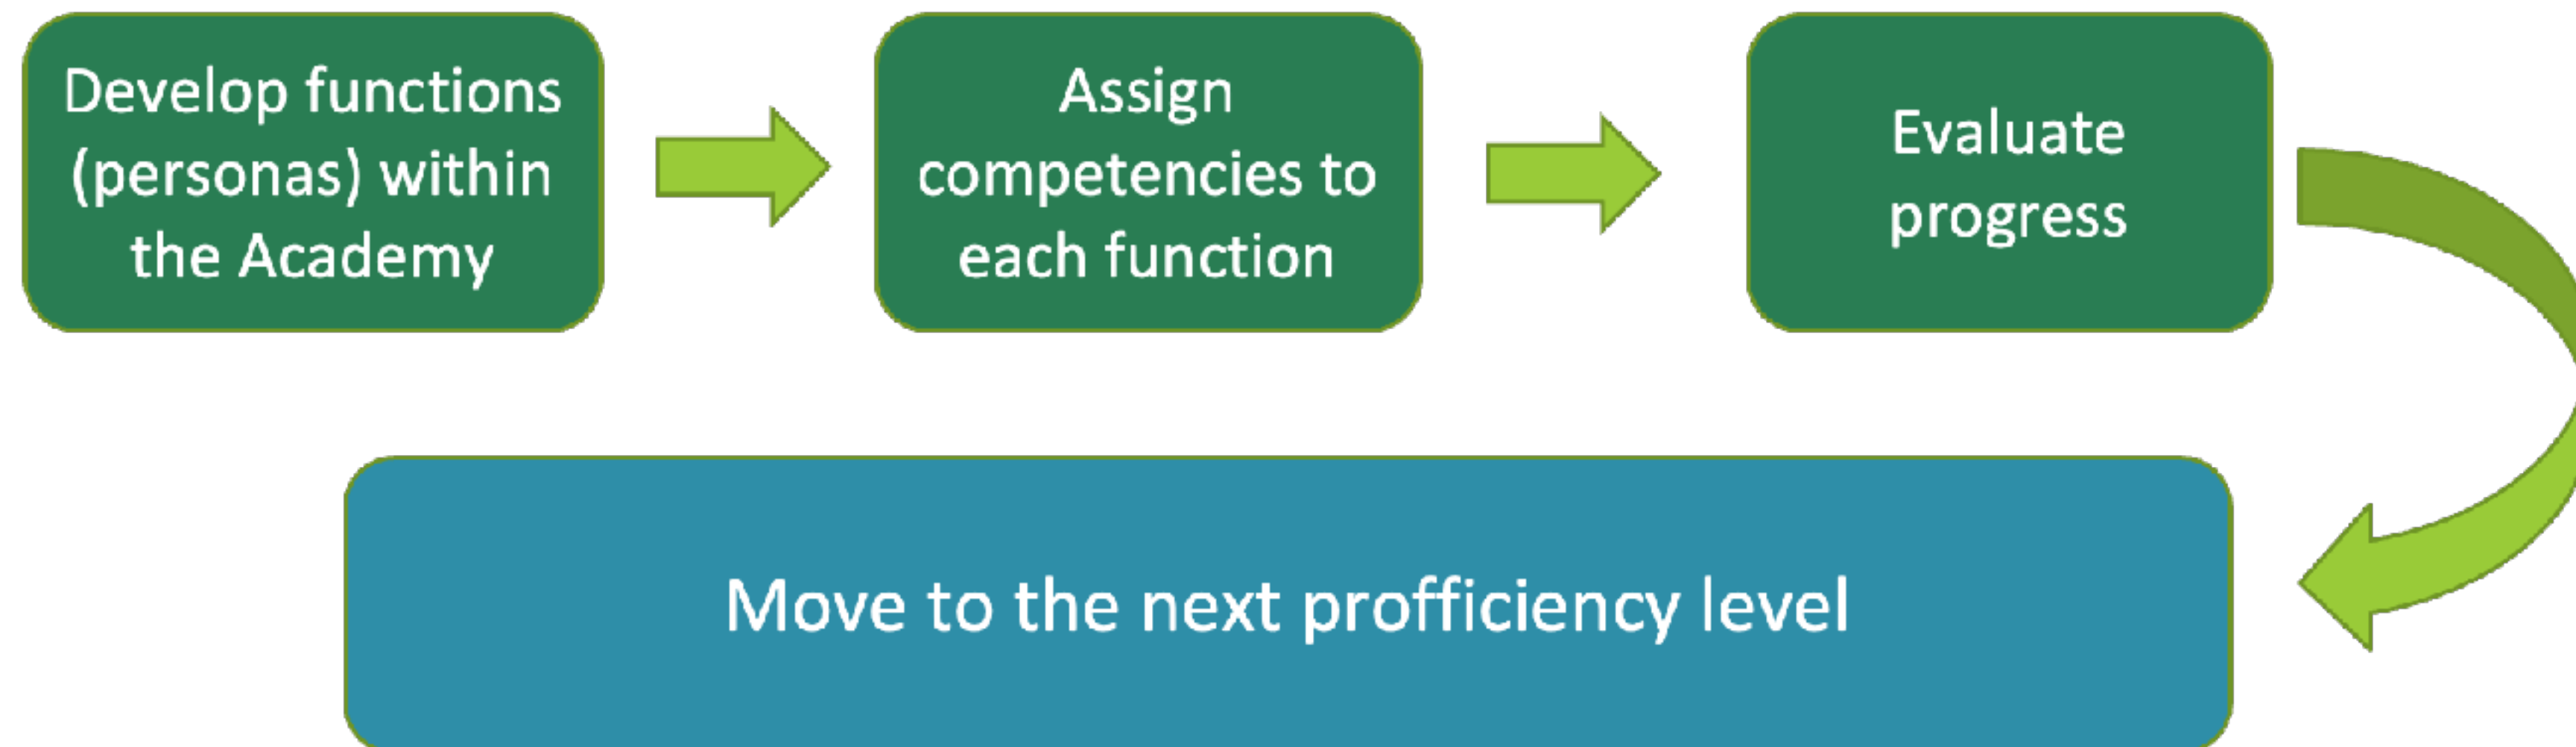 Develop functions
(personas) within
the Academy
Assign
competencies to
each function
Evaluate
progress
Move to the next profficiency level